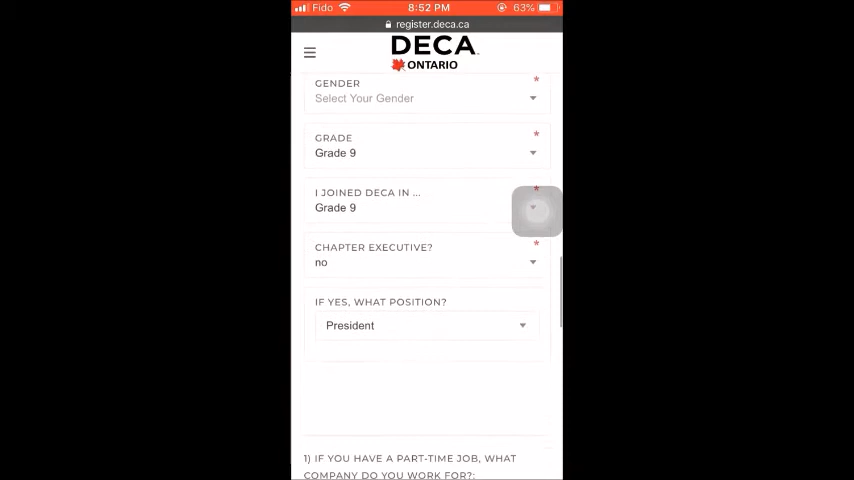 Fido 8:52 PM 63%
register.deca.ca
DECA
ONTARIO
GENDER *
Select Your Gender
GRADE *
Grade 9
I JOINED DECA IN ... *
Grade 9
CHAPTER EXECUTIVE? *
no
IF YES, WHAT POSITION?
President
1) IF YOU HAVE A PART-TIME JOB, WHAT
COMPANY DO YOU WORK FOR?: